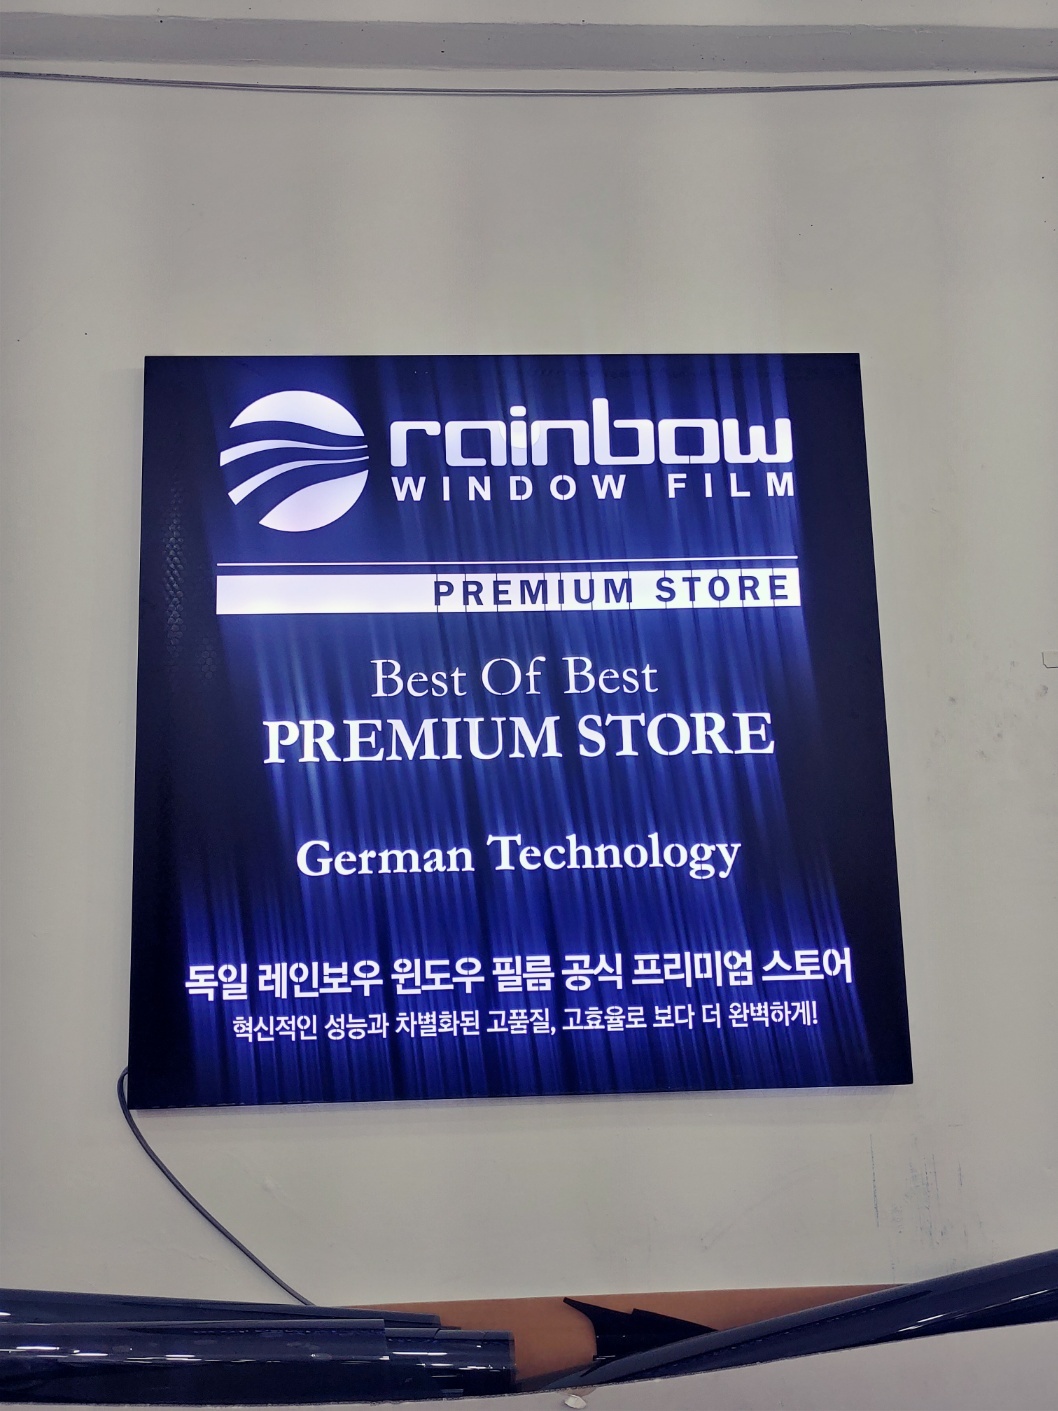 rainbow
WINDOW FILM
PREMIUM STORE
Best Of Best
PREMIUM STORE
German Technology
독일 레인보우 윈도우 필름 공식 프리미엄 스토어
혁신적인 성능과 차별화된 고품질, 고효율로 보다 더 완벽하게!